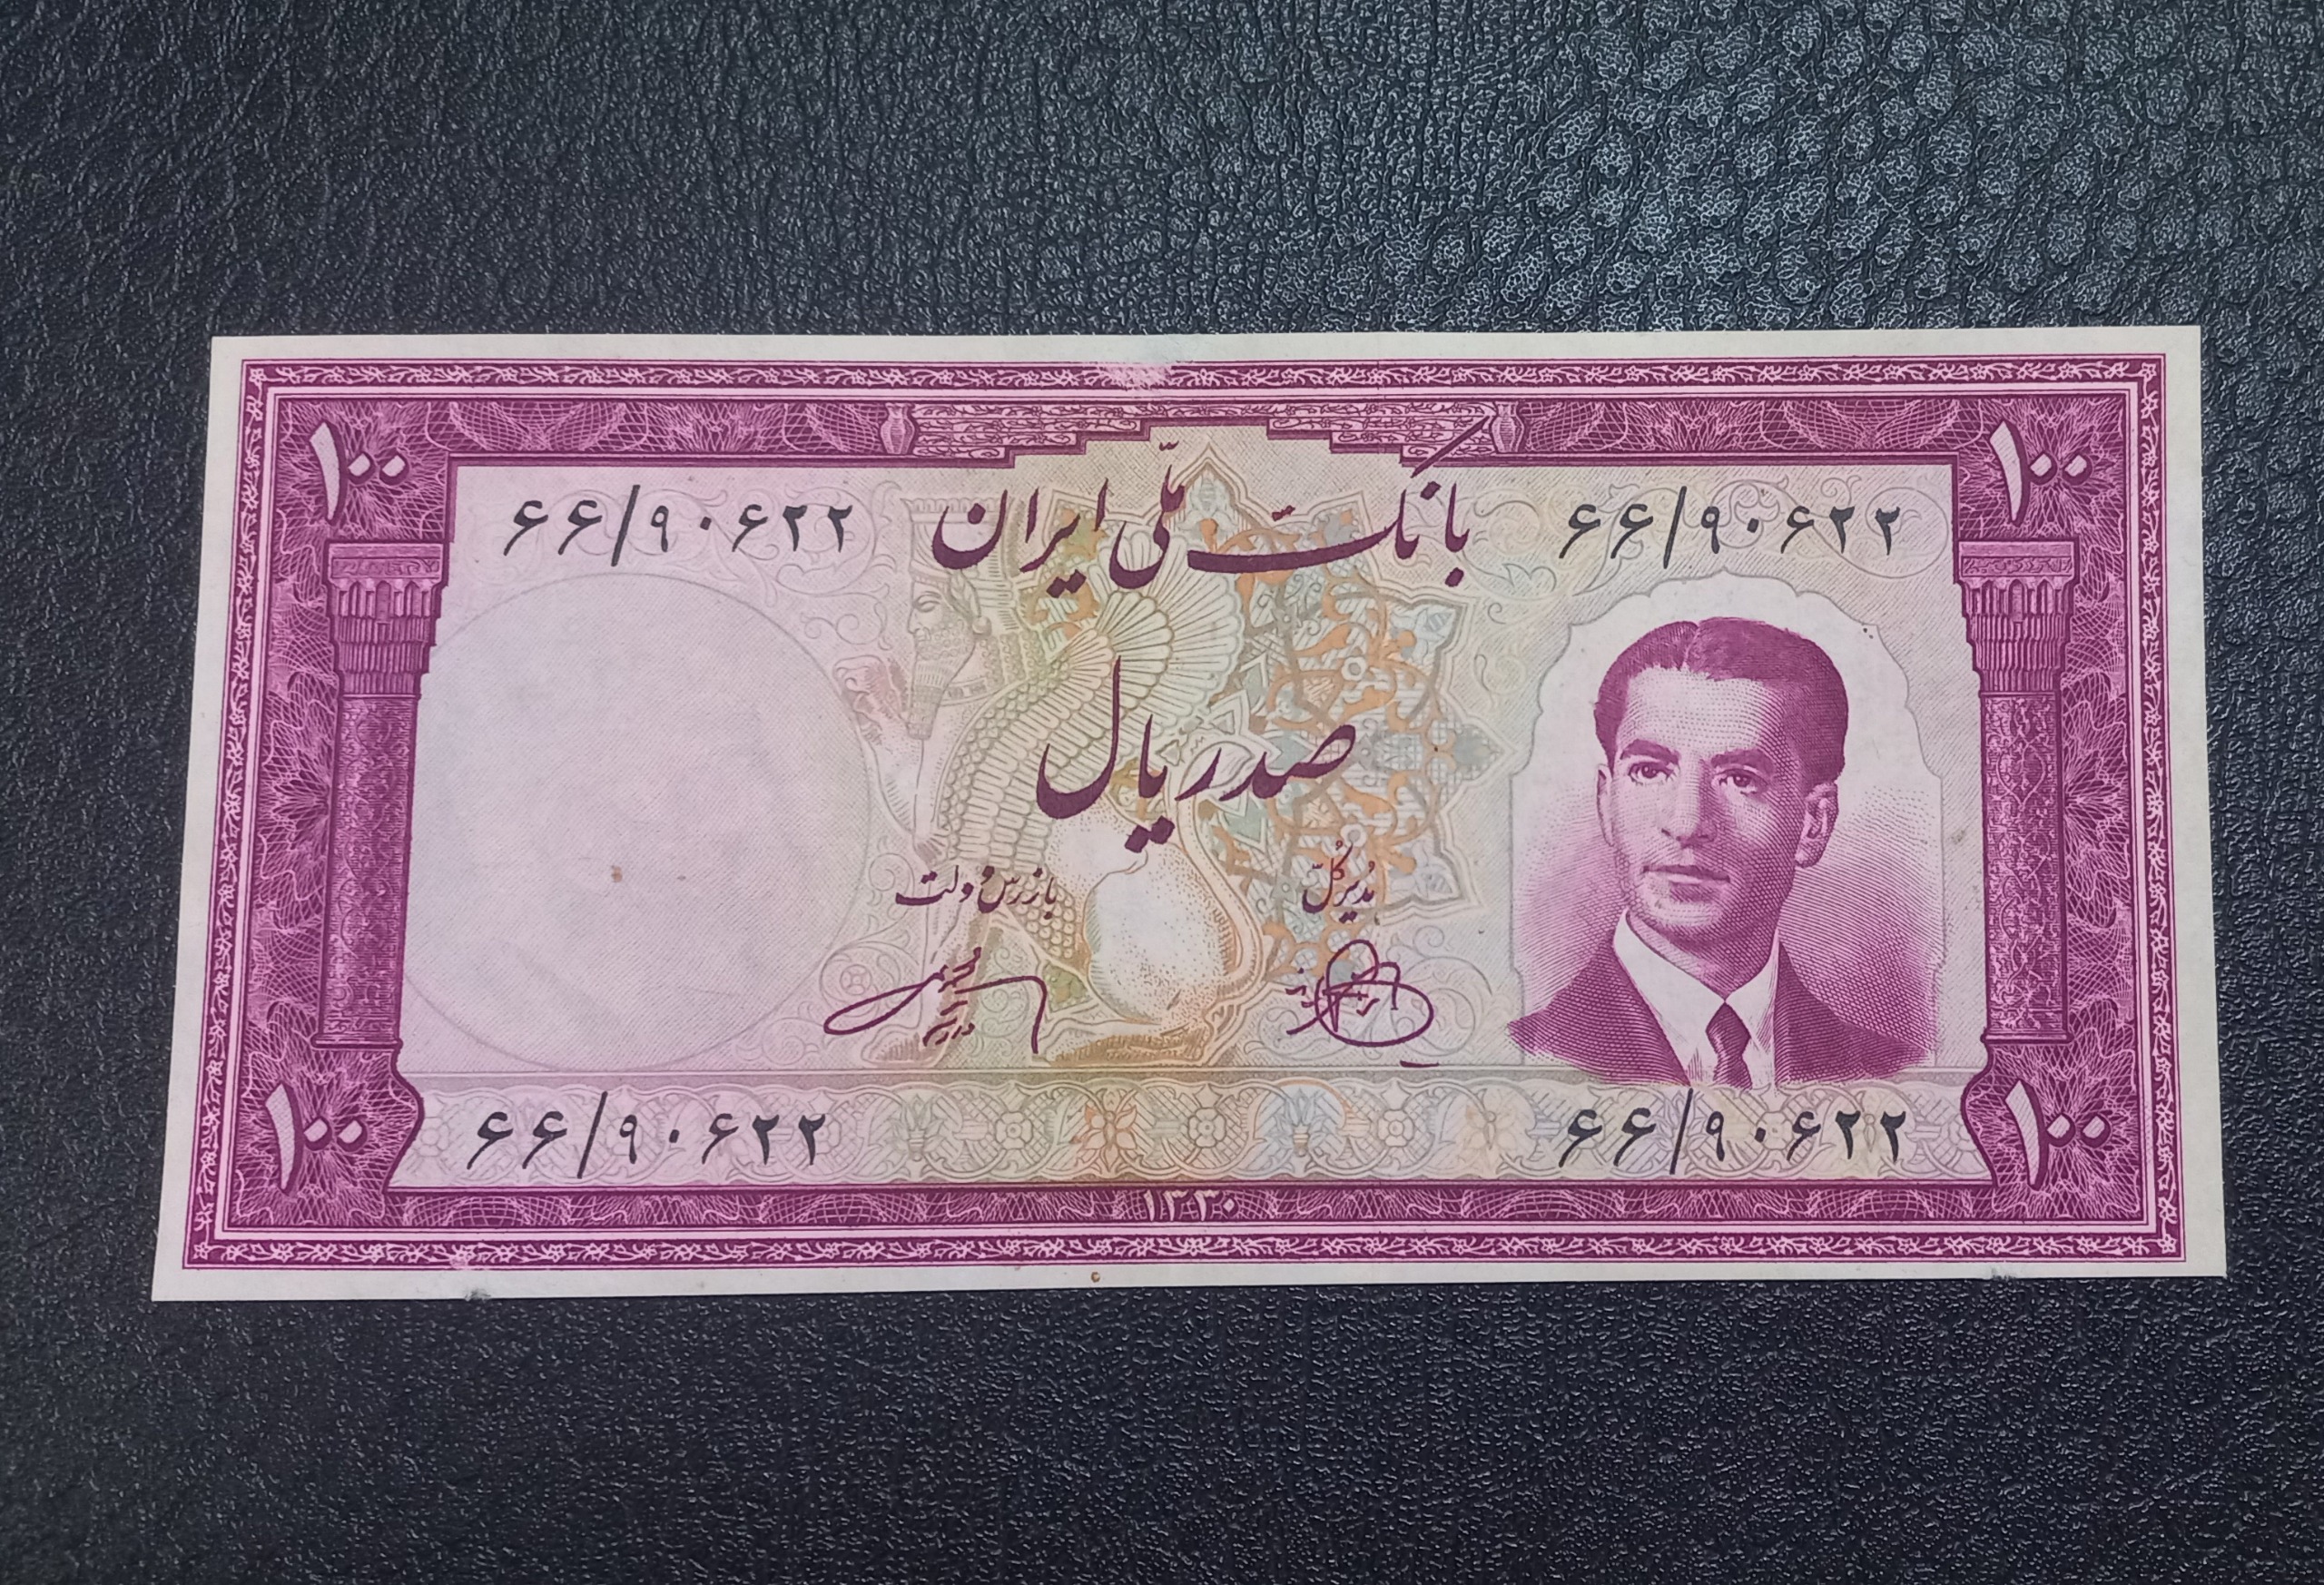 ۱۰۰ ۱۰۰
بانک ملّی ایران
۶۶/۹۰۶۲۲ ۶۶/۹۰۶۲۲
صد ریال
مدیر کلّ
بازرس دولت
۶۶/۹۰۶۲۲ ۶۶/۹۰۶۲۲
۱۰۰ ۱۰۰
۱۳۳۰